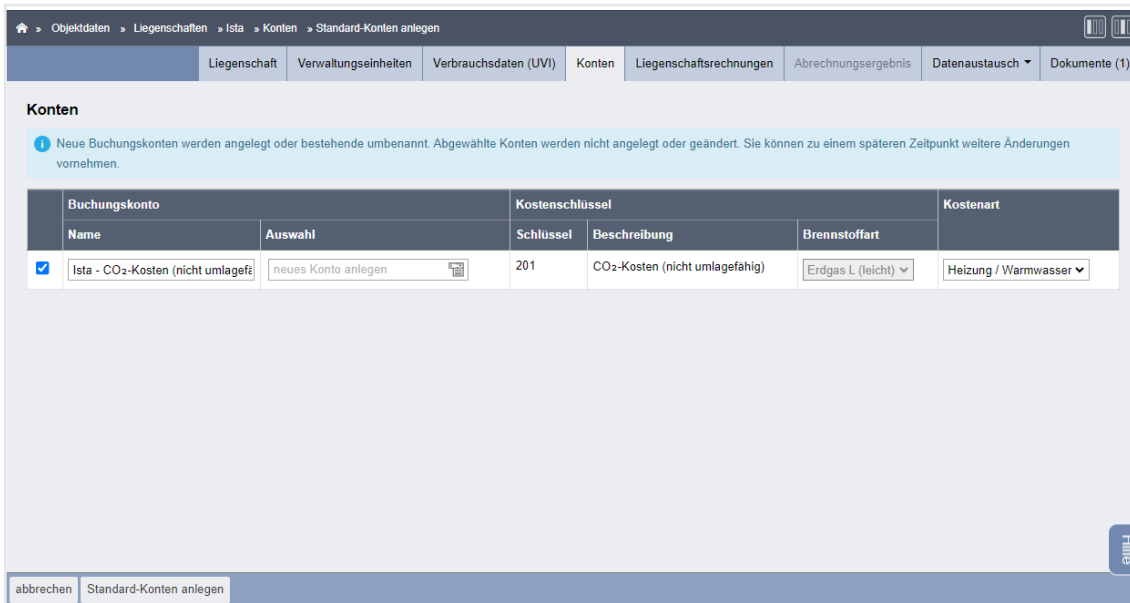 » Objektdaten » Liegenschaften » Ista » Konten » Standard-Konten anlegen
Liegenschaft Verwaltungseinheiten Verbrauchsdaten (UVI) Konten Liegenschaftsrechnungen Abrechnungsergebnis Datenaustausch Dokumente (1)
Konten
Neue Buchungskonten werden angelegt oder bestehende umbenannt. Abgewählte Konten werden nicht angelegt oder geändert. Sie können zu einem späteren Zeitpunkt weitere Änderungen
vornehmen.
Buchungskonto Kostenschlüssel Kostenart
Name Auswahl Schlüssel Beschreibung Brennstoffart
Ista - CO₂-Kosten (nicht umlagefä neues Konto anlegen 201 CO₂-Kosten (nicht umlagefähig) Erdgas L (leicht) Heizung / Warmwasser
Hilfe
abbrechen Standard-Konten anlegen